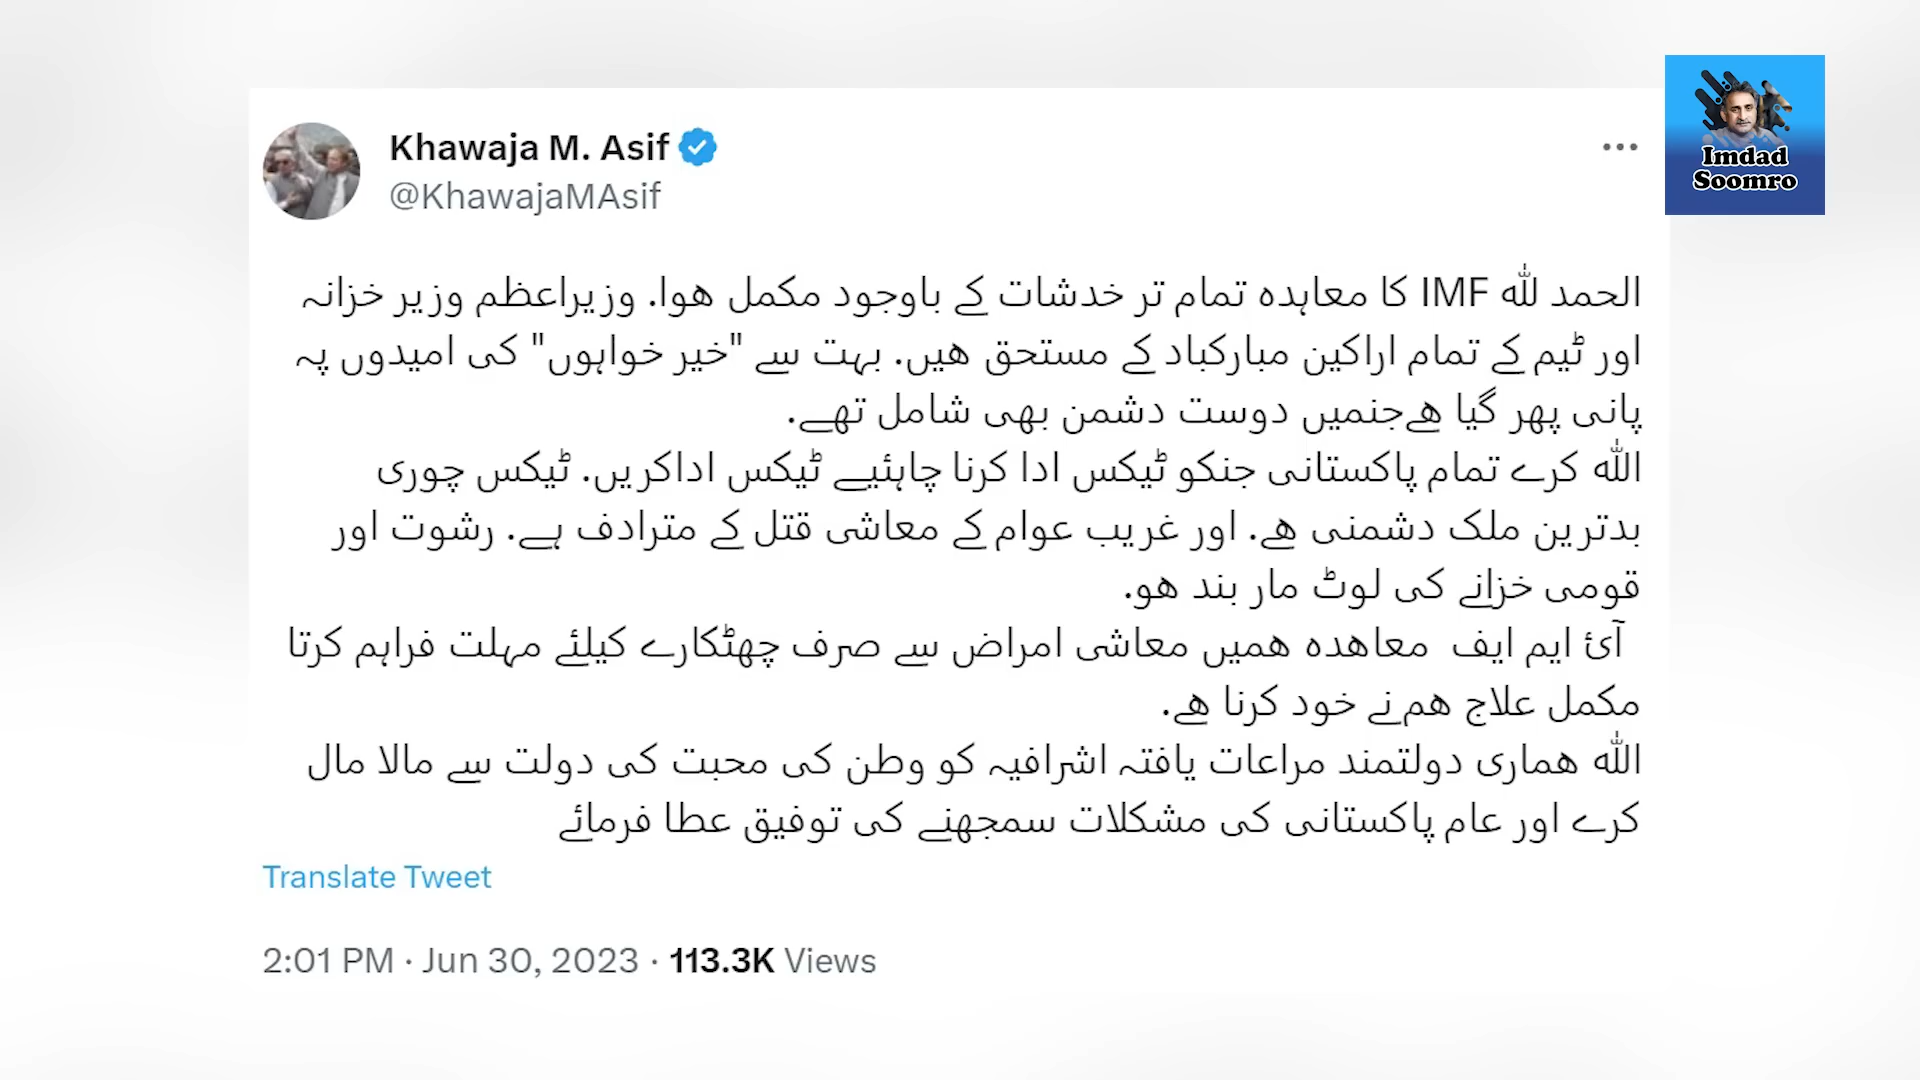 Khawaja M. Asif
@KhawajaMAsif
Imdad
Soomro
الحمد للّٰہ IMF کا معاہدہ تمام تر خدشات کے باوجود مکمل ھوا. وزیراعظم وزیر خزانہ
اور ٹیم کے تمام اراکین مبارکباد کے مستحق ھیں. بہت سے "خیر خواہوں" کی امیدوں پہ
پانی پھر گیا ھےجنمیں دوست دشمن بھی شامل تھے.
اللّٰہ کرے تمام پاکستانی جنکو ٹیکس ادا کرنا چاہئیے ٹیکس اداکریں. ٹیکس چوری
بدترین ملک دشمنی ھے. اور غریب عوام کے معاشی قتل کے مترادف ہے. رشوت اور
قومی خزانے کی لوٹ مار بند ھو.
آئ ایم ایف معاھدہ ھمیں معاشی امراض سے صرف چھٹکارے کیلئے مہلت فراہم کرتا
مکمل علاج ھم نے خود کرنا ھے.
اللّٰہ ھماری دولتمند مراعات یافتہ اشرافیہ کو وطن کی محبت کی دولت سے مالا مال
کرے اور عام پاکستانی کی مشکلات سمجھنے کی توفیق عطا فرمائے
Translate Tweet
2:01 PM · Jun 30, 2023 · 113.3K Views